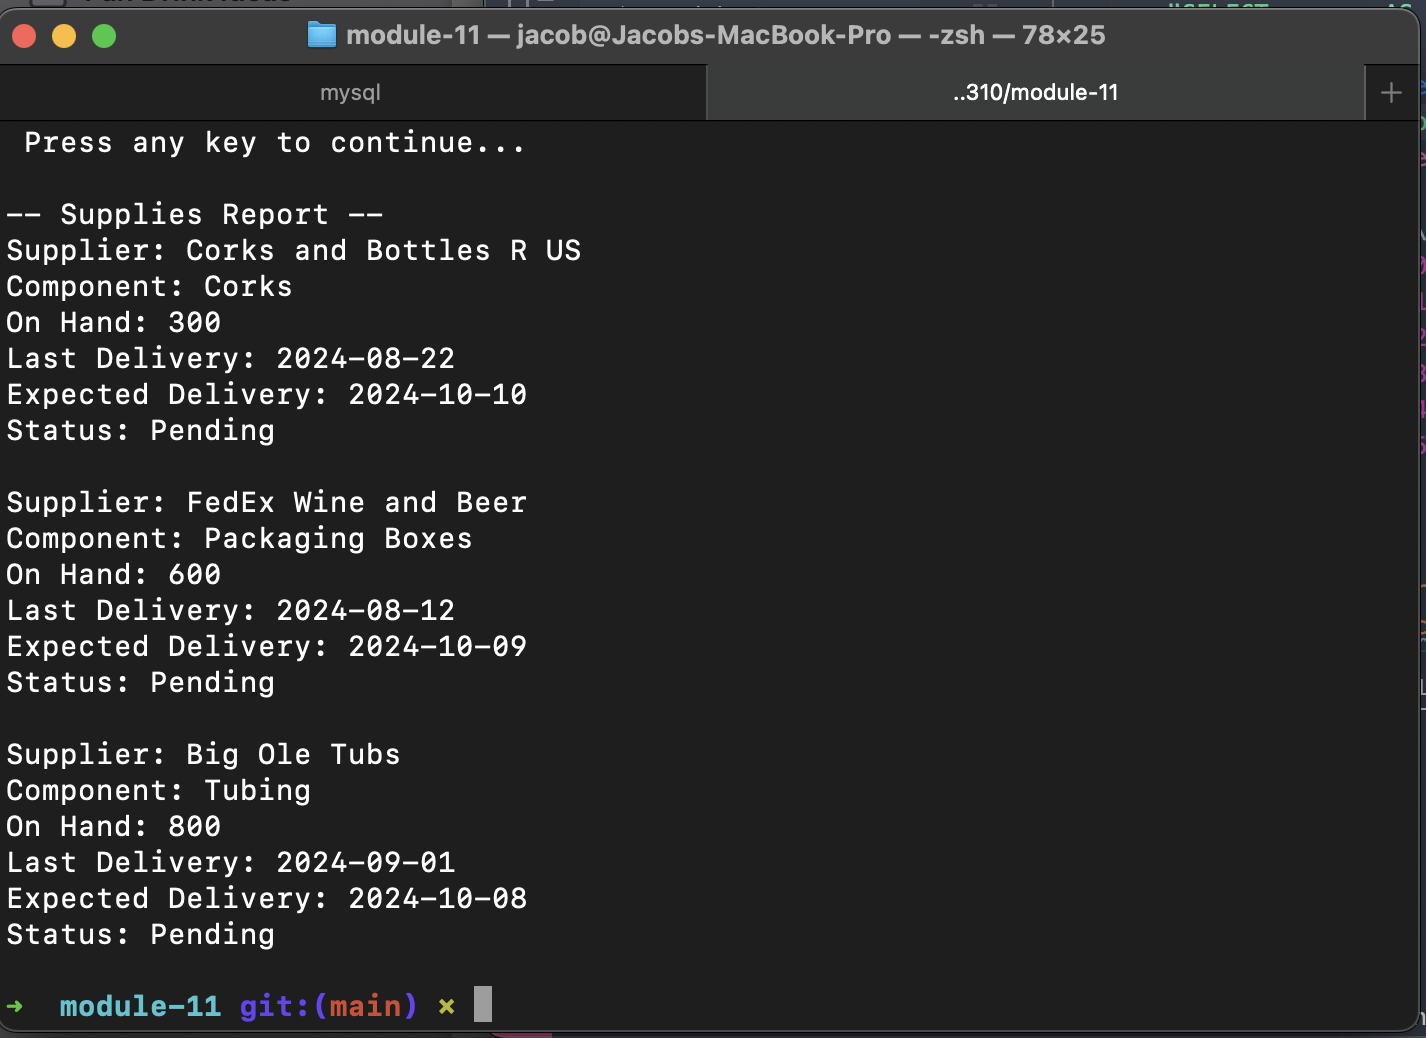 "SELECT AS
module-11 — jacob@Jacobs-MacBook-Pro — -zsh — 78×25
mysql
..310/module-11
+
Press any key to continue...
-- Supplies Report --
Supplier: Corks and Bottles R US
Component: Corks
On Hand: 300
Last Delivery: 2024-08-22
Expected Delivery: 2024-10-10
Status: Pending
Supplier: FedEx Wine and Beer
Component: Packaging Boxes
On Hand: 600
Last Delivery: 2024-08-12
Expected Delivery: 2024-10-09
Status: Pending
Supplier: Big Ole Tubs
Component: Tubing
On Hand: 800
Last Delivery: 2024-09-01
Expected Delivery: 2024-10-08
Status: Pending
➜ module-11 git:(main) ×